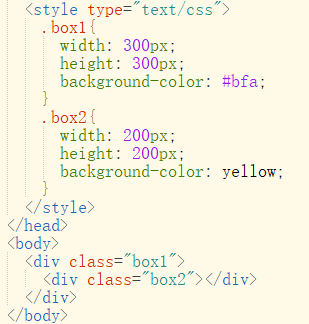 <style type="text/css">
.box1{
width: 300px;
height: 300px;
background-color: #bfa;
}
.box2{
width: 200px;
height: 200px;
background-color: yellow;
}
</style>
</head>
<body>
<div class="box1">
<div class="box2"></div>
</div>
</body>